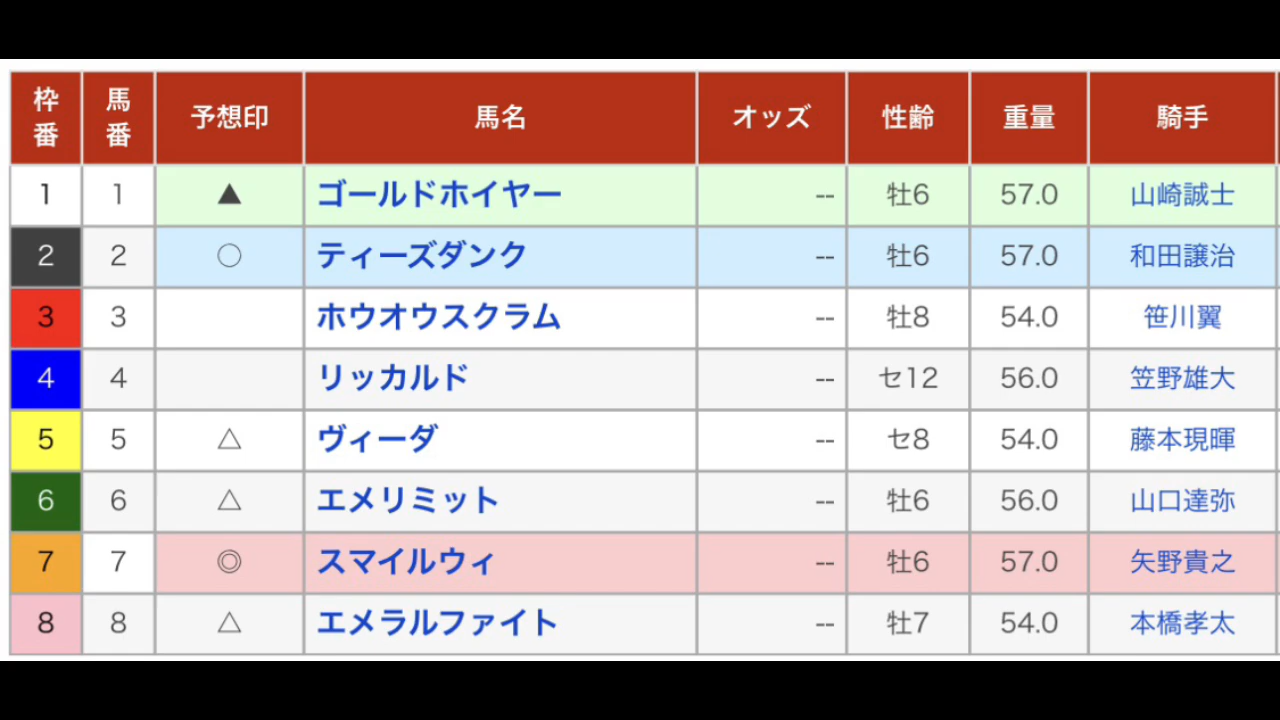 枠番 馬番 予想印 馬名 オッズ 性齢 重量 騎手
1 1 ▲ ゴールドホイヤー -- 牡6 57.0 山崎誠士
2 2 ○ ティーズダンク -- 牡6 57.0 和田譲治
3 3 ホウオウスクラム -- 牡8 54.0 笹川翼
4 4 リッカルド -- セ12 56.0 笠野雄大
5 5 △ ヴィーダ -- セ8 54.0 藤本現暉
6 6 △ エメリミット -- 牡6 56.0 山口達弥
7 7 ◎ スマイルウィ -- 牡6 57.0 矢野貴之
8 8 △ エメラルファイト -- 牡7 54.0 本橋孝太